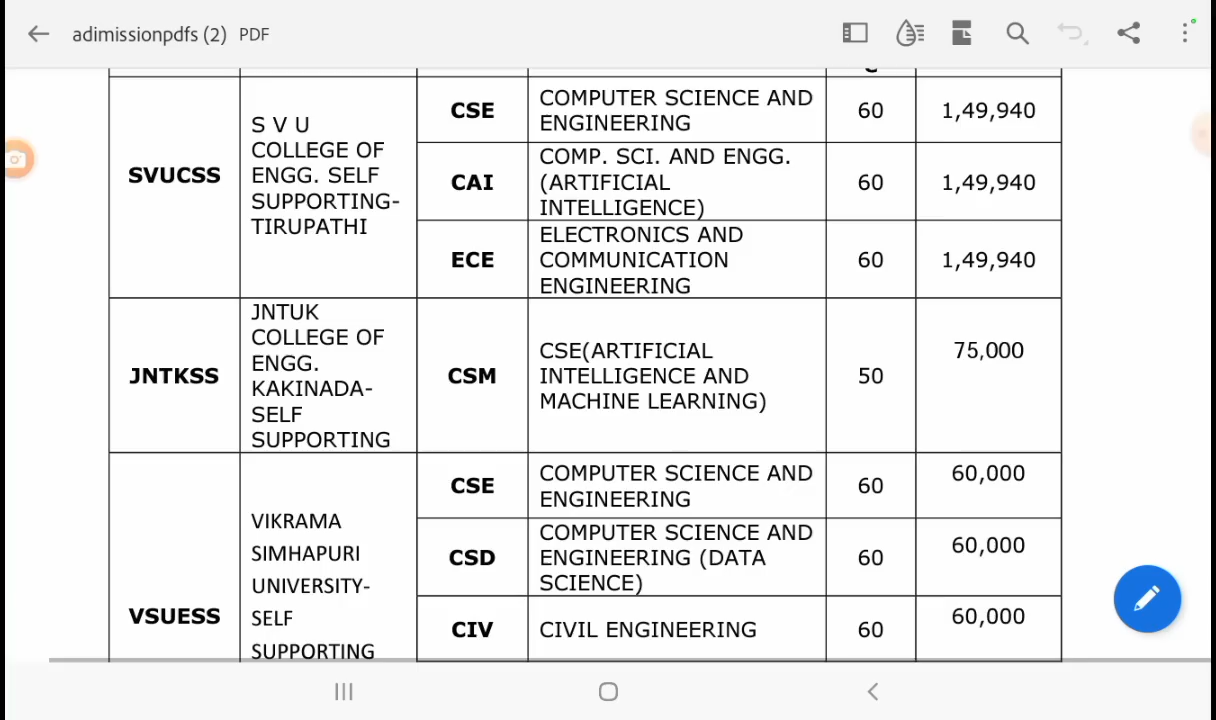 adimissionpdfs (2) PDF
SVUCSS
S V U
COLLEGE OF
ENGG. SELF
SUPPORTING-
TIRUPATHI
CSE
COMPUTER SCIENCE AND
ENGINEERING
60
1,49,940
CAI
COMP. SCI. AND ENGG.
(ARTIFICIAL
INTELLIGENCE)
60
1,49,940
ECE
ELECTRONICS AND
COMMUNICATION
ENGINEERING
60
1,49,940
JNTKSS
JNTUK
COLLEGE OF
ENGG.
KAKINADA-
SELF
SUPPORTING
CSM
CSE(ARTIFICIAL
INTELLIGENCE AND
MACHINE LEARNING)
50
75,000
VSUESS
VIKRAMA
SIMHAPURI
UNIVERSITY-
SELF
SUPPORTING
CSE
COMPUTER SCIENCE AND
ENGINEERING
60
60,000
CSD
COMPUTER SCIENCE AND
ENGINEERING (DATA
SCIENCE)
60
60,000
CIV
CIVIL ENGINEERING
60
60,000